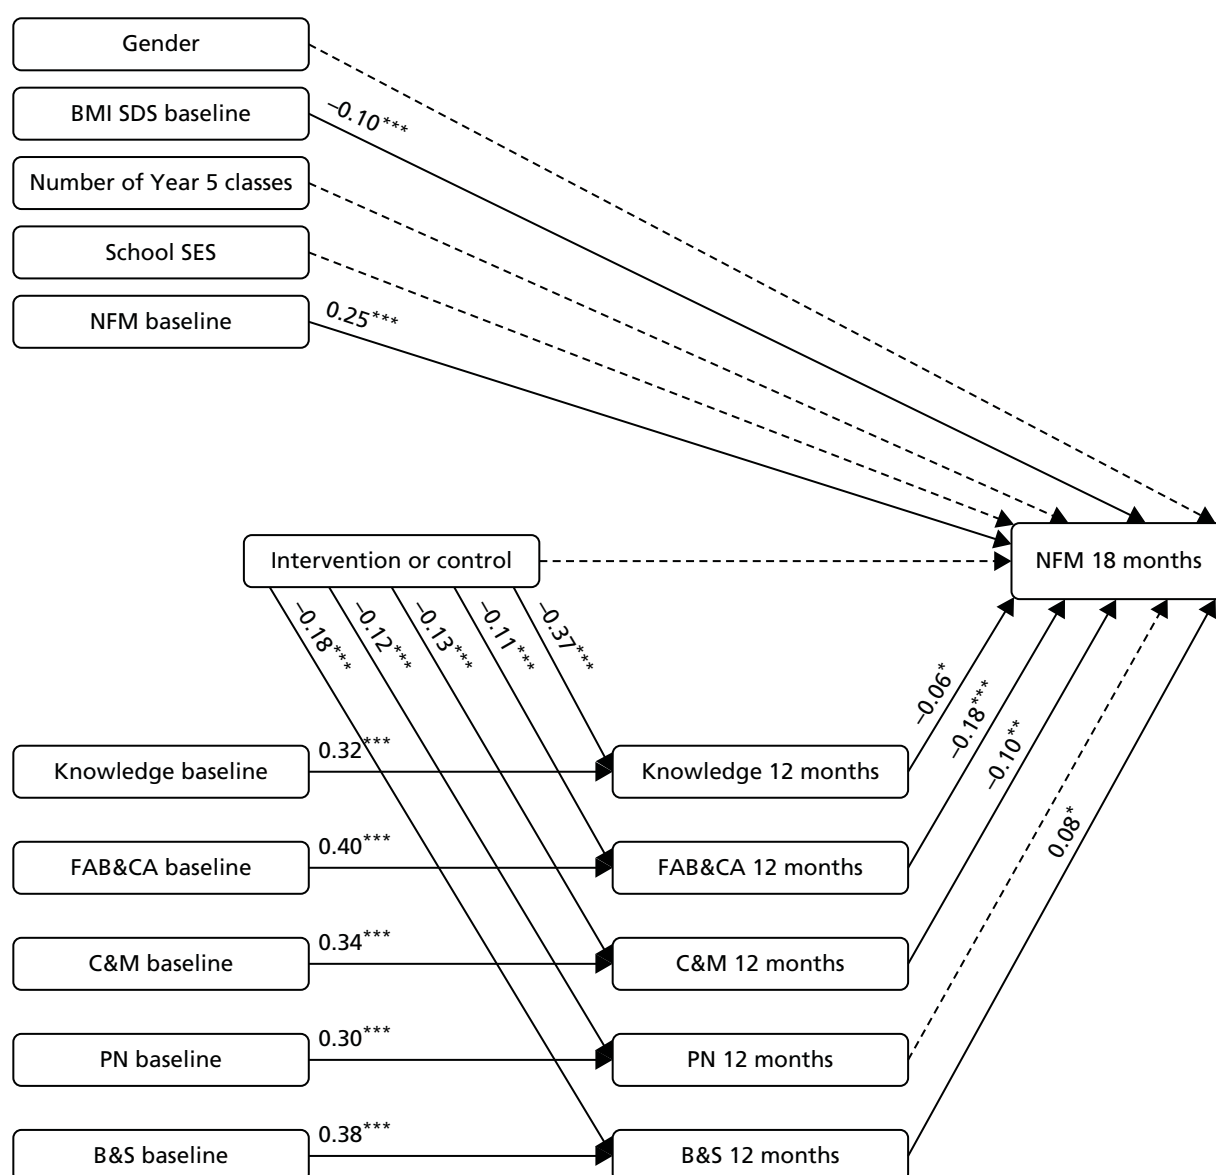 Gender
BMI SDS baseline
–0.10***
Number of Year 5 classes
School SES
NFM baseline
0.25***
Intervention or control
NFM 18 months
–0.18***
–0.12***
–0.13***
–0.11***
–0.37***
–0.06*
–0.18***
–0.10**
0.08*
Knowledge baseline
0.32***
Knowledge 12 months
FAB&CA baseline
0.40***
FAB&CA 12 months
C&M baseline
0.34***
C&M 12 months
PN baseline
0.30***
PN 12 months
B&S baseline
0.38***
B&S 12 months